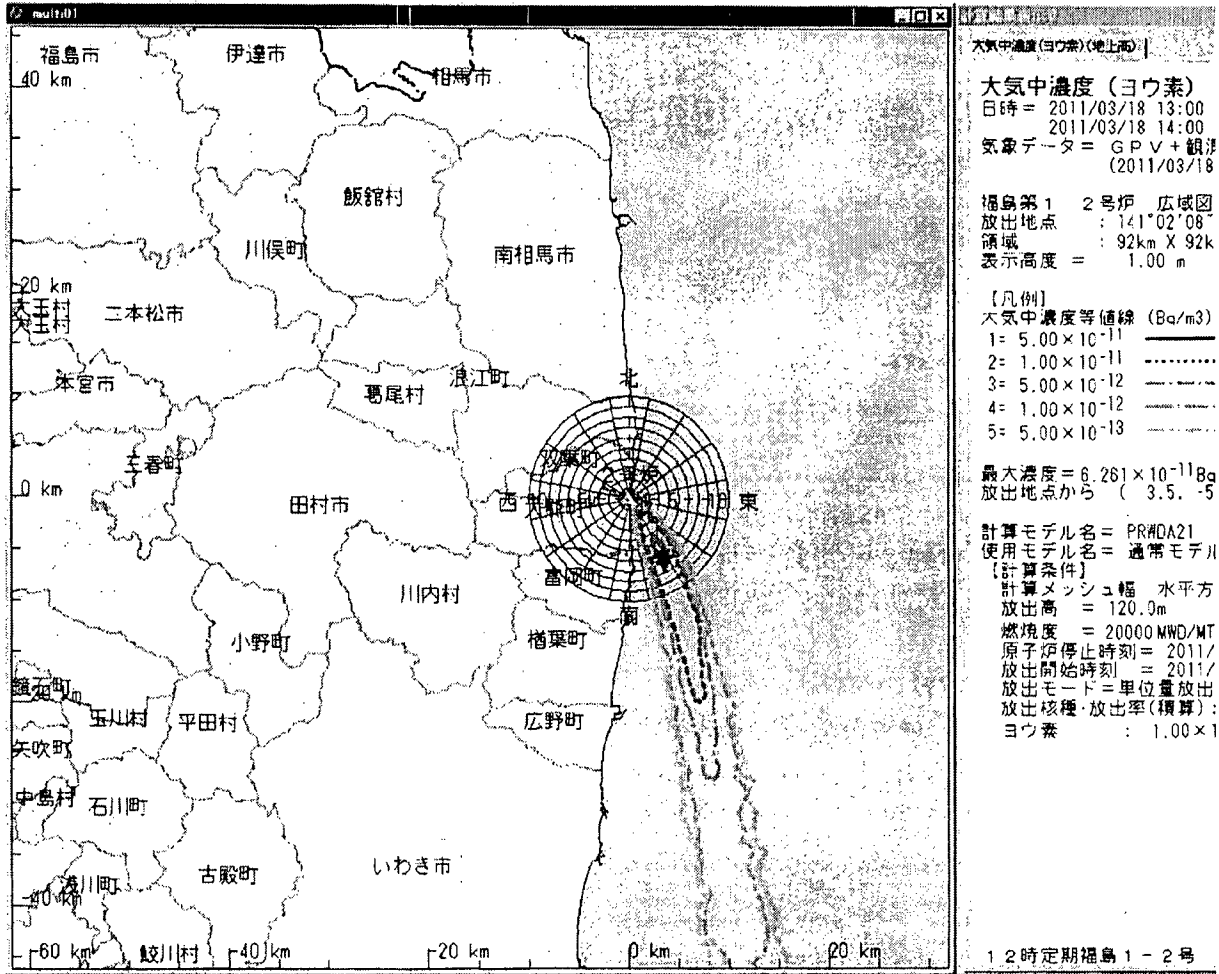 multi01
福島市
伊達市
相馬市
40 km
飯舘村
川俣町
南相馬市
20 km
大玉村
大玉村
二本松市
本宮市
葛尾村
浪江町
北
三春町
双葉町
0 km
田村市
西
東
富岡町
川内村
南
小野町
楢葉町
鏡石町
玉川村
平田村
広野町
矢吹町
中島村
石川町
古殿町
いわき市
浅川町
-40 km
-60 km
鮫川村
-40 km
-20 km
0 km
20 km
大気中濃度(ヨウ素)(地上高)
大気中濃度 (ヨウ素)
日時 = 2011/03/18 13:00
2011/03/18 14:00
気象データ= GPV+観測
(2011/03/18
福島第1 2号炉 広域図
放出地点 : 141°02'08"
領域 : 92km X 92k
表示高度 = 1.00 m
【凡例】
大気中濃度等値線 (Bq/m3)
1= 5.00×10-11
2= 1.00×10-11
3= 5.00×10-12
4= 1.00×10-12
5= 5.00×10-13
最大濃度=6.261×10-11Bq
放出地点から ( 3.5. -5
計算モデル名= PRWDA21
使用モデル名= 通常モデル
【計算条件】
計算メッシュ幅 水平方
放出高 = 120.0m
燃焼度 = 20000MWD/MT
原子炉停止時刻= 2011/
放出開始時刻 = 2011/
放出モード=単位量放出
放出核種・放出率(積算):
ヨウ素 : 1.00×1
12時定期福島1-2号